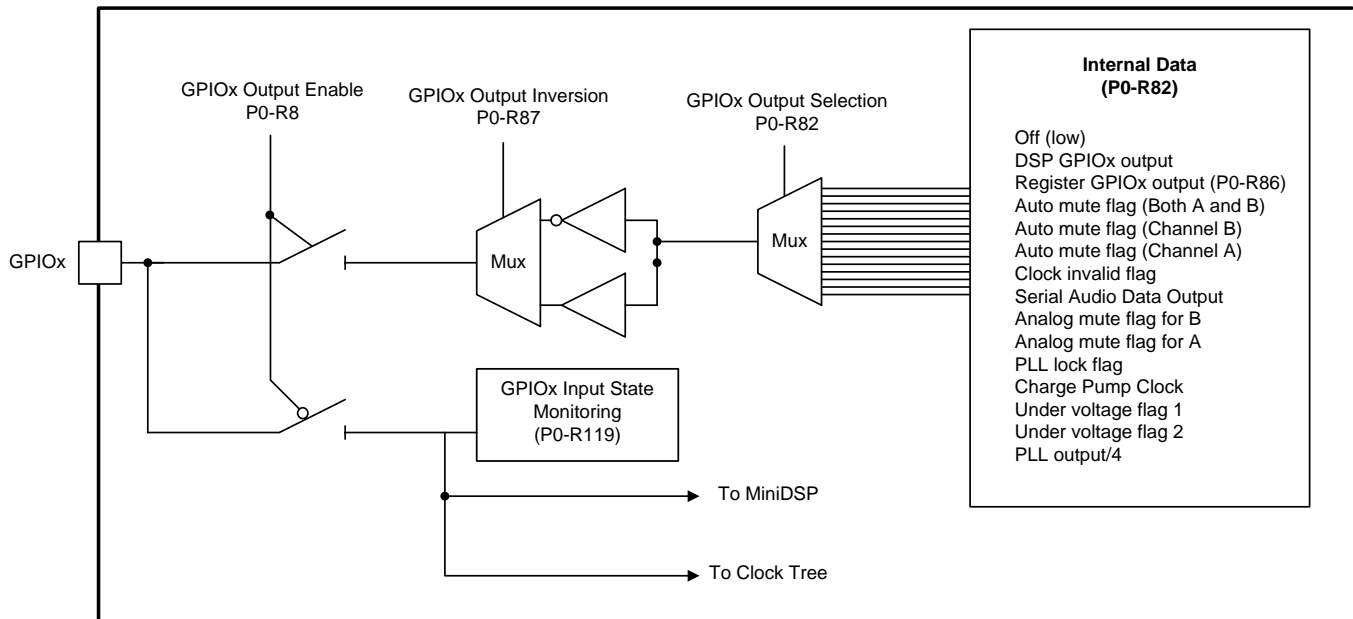 GPIOx Output Enable
P0-R8
GPIOx Output Inversion
P0-R87
GPIOx Output Selection
P0-R82
Internal Data
(P0-R82)
Off (low)
DSP GPIOx output
Register GPIOx output (P0-R86)
Auto mute flag (Both A and B)
Auto mute flag (Channel B)
Auto mute flag (Channel A)
Clock invalid flag
Serial Audio Data Output
Analog mute flag for B
Analog mute flag for A
PLL lock flag
Charge Pump Clock
Under voltage flag 1
Under voltage flag 2
PLL output/4
GPIOx
Mux
Mux
GPIOx Input State
Monitoring
(P0-R119)
To MiniDSP
To Clock Tree